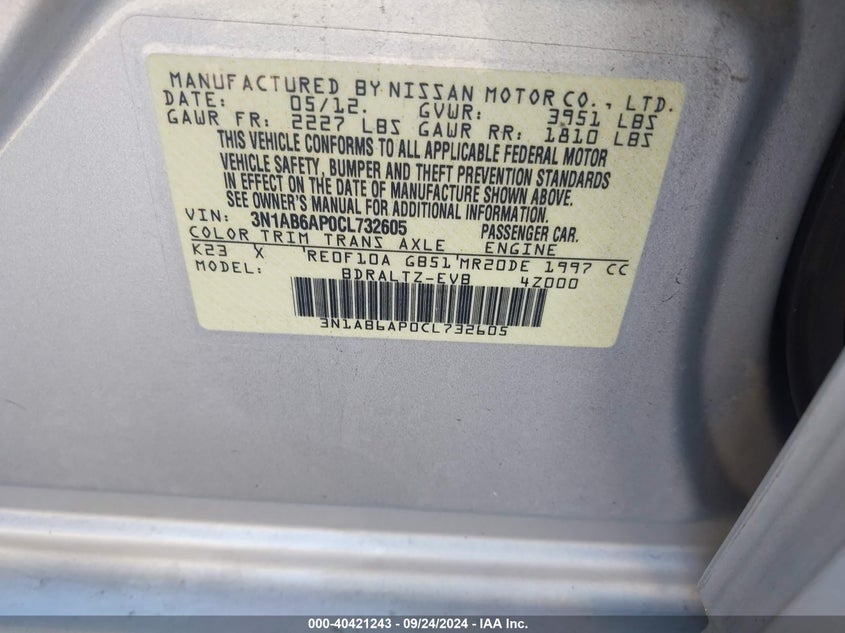 MANUFACTURED BY NISSAN MOTOR CO., LTD.
DATE: 05/12. GVWR: 3951 LBS
GAWR FR: 2227 LBS GAWR RR: 1810 LBS
THIS VEHICLE CONFORMS TO ALL APPLICABLE FEDERAL MOTOR
VEHICLE SAFETY, BUMPER AND THEFT PREVENTION STANDARDS
IN EFFECT ON THE DATE OF MANUFACTURE SHOWN ABOVE.
SEE OWNER'S MANUAL FOR ADDITIONAL INFORMATION.
VIN: 3N1AB6AP0CL732605 PASSENGER CAR.
COLOR TRIM TRANS AXLE ENGINE
K23 X RE0F10A GB51 MR20DE 1997 CC
MODEL: BDRALTZ-EVB 4Z000
3N1AB6AP0CL732605
000-40421243 - 09/24/2024 - IAA Inc.